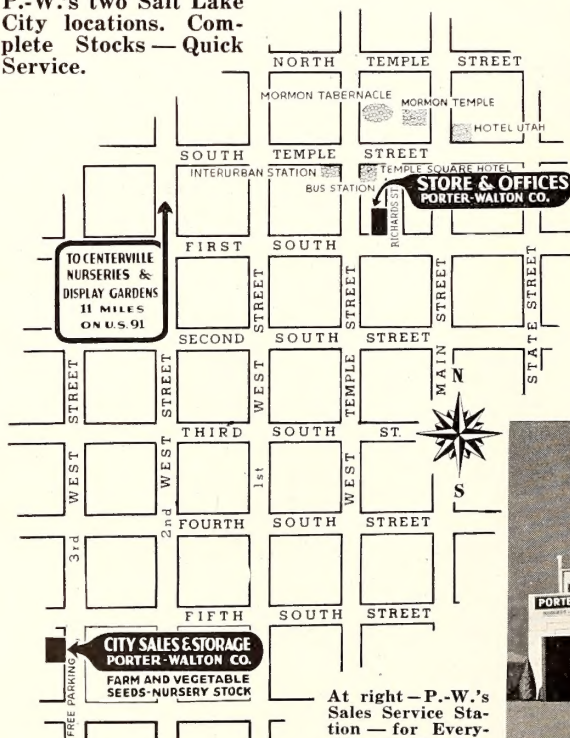 P.-W.'s two Salt Lake
City locations. Com-
plete Stocks — Quick
Service.
NORTH TEMPLE STREET
MORMON TABERNACLE
MORMON TEMPLE
HOTEL UTAH
SOUTH TEMPLE STREET
INTERURBAN STATION
TEMPLE SQUARE HOTEL
BUS STATION
STORE & OFFICES
PORTER-WALTON CO.
RICHARDS ST.
FIRST SOUTH
TO CENTERVILLE
NURSERIES &
DISPLAY GARDENS
11 MILES
ON U.S. 91
SECOND SOUTH STREET
3rd WEST STREET
2nd WEST STREET
1st WEST STREET
WEST TEMPLE STREET
MAIN STREET
STATE STREET
N
S
THIRD SOUTH ST.
FOURTH SOUTH STREET
FIFTH SOUTH STREET
CITY SALES & STORAGE
PORTER-WALTON CO.
FARM AND VEGETABLE
SEEDS-NURSERY STOCK
FREE PARKING
PORTE
At right — P.-W.'s
Sales Service Sta-
tion — for Every-